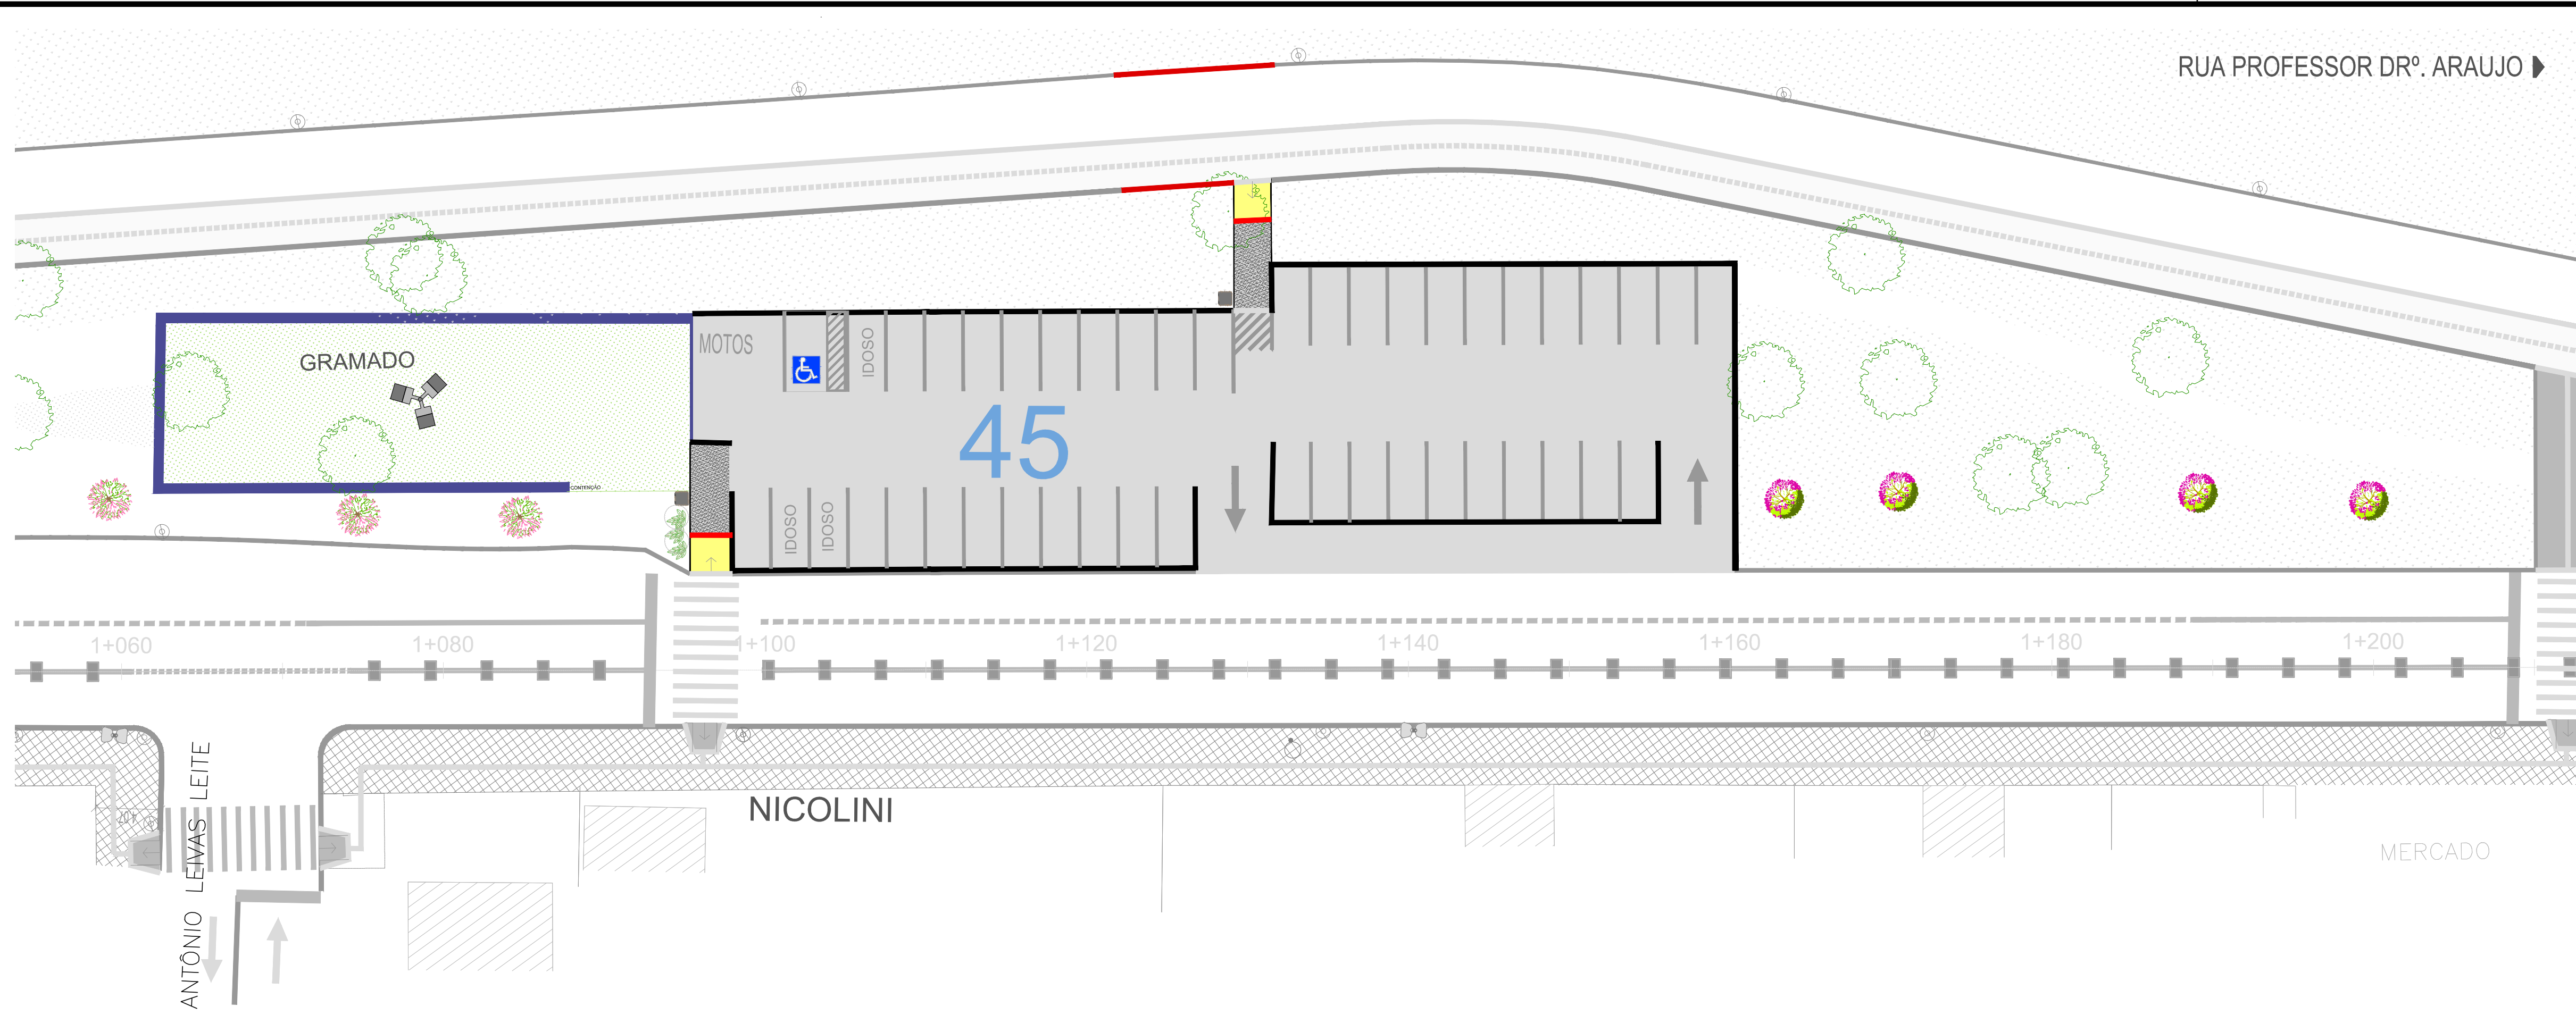 RUA PROFESSOR DRº. ARAUJO
GRAMADO
MOTOS
IDOSO
45
CONTENÇÃO
IDOSO
IDOSO
1+060
1+080
1+100
1+120
1+140
1+160
1+180
1+200
ANTÔNIO LEIVAS LEITE
NICOLINI
MERCADO